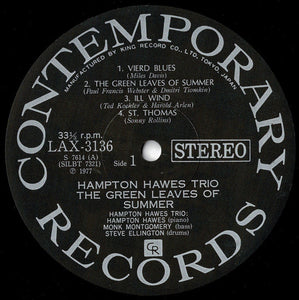 CONTEMPORARY RECORDS
MANUFACTURED BY KING RECORD CO., LTD, TOKYO, JAPAN
1. VIERD BLUES
(Miles Davis)
2. THE GREEN LEAVES OF SUMMER
(Paul Francis Webster & Dmitri Tiomkin)
3. ILL WIND
(Ted Koehler & Harold Arlen)
4. ST. THOMAS
(Sonny Rollins)
33⅓ r.p.m.
LAX-3136
S 7614 (A)
(SILBT 7321)
Ⓟ 1977
Side 1
STEREO
HAMPTON HAWES TRIO
THE GREEN LEAVES OF
SUMMER
HAMPTON HAWES TRIO:
HAMPTON HAWES (piano)
MONK MONTGOMERY (bass)
STEVE ELLINGTON (drums)
CR